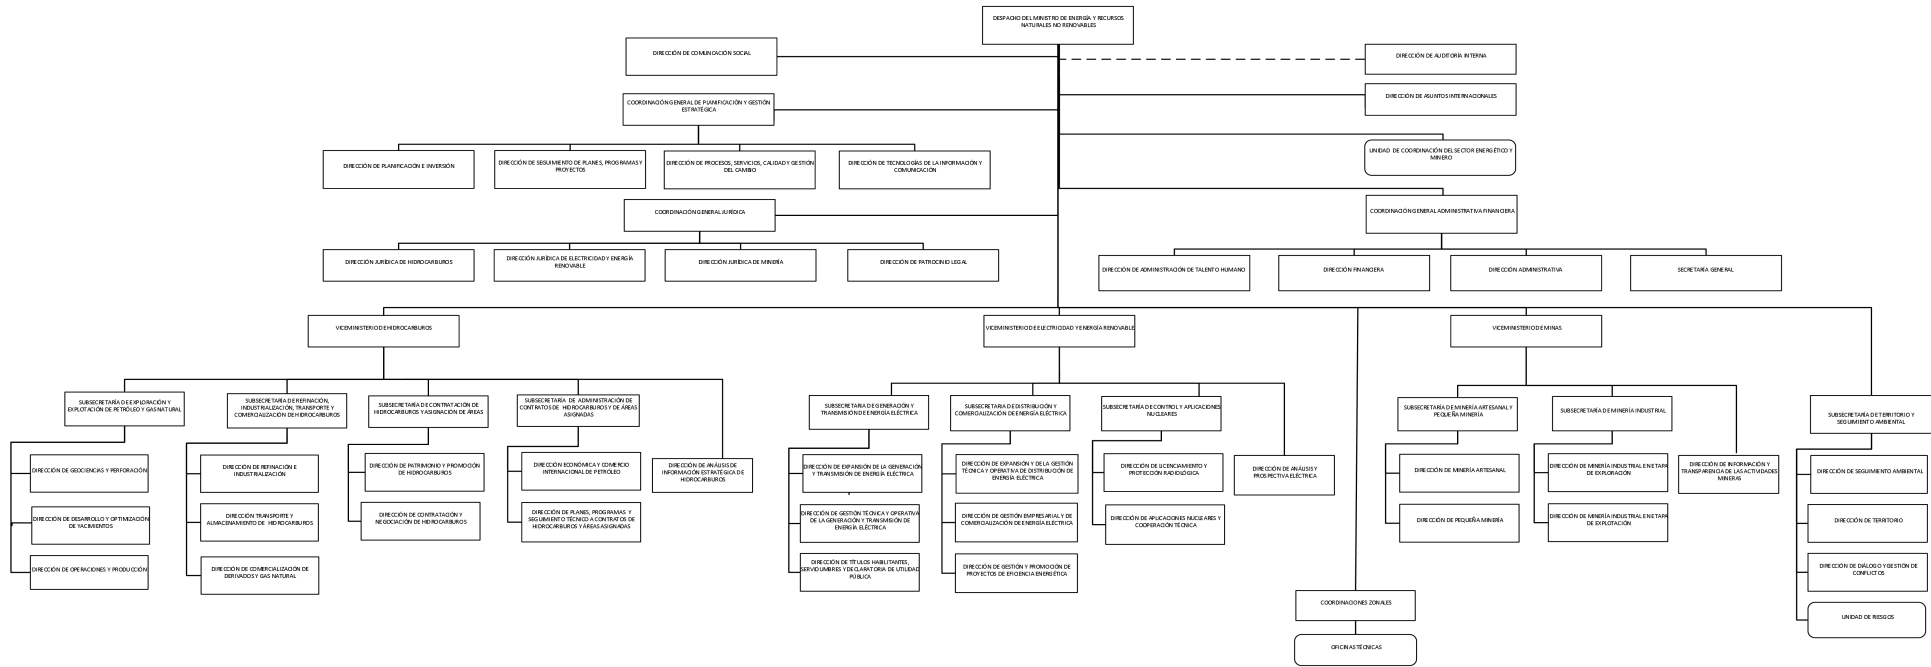 DESPACHO DEL MINISTRO DE ENERGÍA Y RECURSOS
NATURALES NO RENOVABLES
DIRECCIÓN DE COMUNCACIÓN SOCIAL
DIRECCIÓN DE AUDITORÍA INTERNA
COORDINACIÓN GENERAL DE PLANIFICACIÓN Y GESTIÓN
ESTRATÉGICA
DIRECCIÓN DE ASUNTOS INTERNACIONALES
UNIDAD DE COORDINACIÓN DEL SECTOR ENERGÉTICO Y
MINERO
DIRECCIÓN DE PLANIFICACIÓN E INVERSIÓN
DIRECCIÓN DE SEGUIMIENTO DE PLANES, PROGRAMAS Y
PROYECTOS
DIRECCIÓN DE PROCESOS, SERVICIOS, CALIDAD Y GESTIÓN
DEL CAMBIO
DIRECCIÓN DE TECNOLOGÍAS DE LA INFORMACIÓN Y
COMUNICACIÓN
COORDINACIÓN GENERAL JURÍDICA
COORDINACIÓN GENERAL ADMINISTRATIVA FINANCIERA
DIRECCIÓN JURÍDICA DE HIDROCARBUROS
DIRECCIÓN JURÍDICA DE ELECTRICIDAD Y ENERGÍA
RENOVABLE
DIRECCIÓN JURÍDICA DE MINERÍA
DIRECCIÓN DE PATROCINIO LEGAL
DIRECCIÓN DE ADMINISTRACIÓN DE TALENTO HUMANO
DIRECCIÓN FINANCIERA
DIRECCIÓN ADMINISTRATIVA
SECRETARÍA GENERAL
VICEMINISTERIO DE HIDROCARBUROS
VICEMINISTERIO DE ELECTRICIDAD Y ENERGÍA RENOVABLE
VICEMINISTERIO DE MINAS
SUBSECRETARÍA DE EXPLORACIÓN Y
EXPLOTACIÓN DE PETRÓLEO Y GAS NATURAL
SUBSECRETARÍA DE REFINACIÓN,
INDUSTRIALIZACIÓN, TRANSPORTE Y
COMERCIALIZACIÓN DE HIDROCARBUROS
SUBSECRETARÍA DE CONTRATACIÓN DE
HIDROCARBUROS Y ASIGNACIÓN DE ÁREAS
SUBSECRETARÍA DE ADMINISTRACIÓN DE
CONTRATOS DE HIDROCARBUROS Y DE ÁREAS
ASIGNADAS
SUBSECRETARIA DE GENERACIÓN Y
TRANSMISIÓN DE ENERGÍA ELÉCTRICA
SUBSECRETARIA DE DISTRIBUCIÓN Y
COMERCIALIZACIÓN DE ENERGÍA ELÉCTRICA
SUBSECRETARÍA DE CONTROL Y APLICACIONES
NUCLEARES
SUBSECRETARÍA DE MINERÍA ARTESANAL Y
PEQUEÑA MINERÍA
SUBSECRETARÍA DE MINERÍA INDUSTRIAL
SUBSECRETARÍA DE TERRITORIO Y
SEGUIMIENTO AMBIENTAL
DIRECCIÓN DE GEOCIENCIAS Y PERFORACIÓN
DIRECCIÓN DE REFINACIÓN E
INDUSTRIALIZACIÓN
DIRECCIÓN DE PATRIMONIO Y PROMOCIÓN
DE HIDROCARBUROS
DIRECCIÓN ECONÓMICA Y COMERCIO
INTERNACIONAL DE PETRÓLEO
DIRECCIÓN DE ANÁLISIS DE
INFORMACIÓN ESTRATÉGICA DE
HIDROCARBUROS
DIRECCIÓN DE EXPANSIÓN DE LA GENERACIÓN
Y TRANSMISIÓN DE ENERGÍA ELÉCTRICA
DIRECCIÓN DE EXPANSIÓN Y DE LA GESTIÓN
TÉCNICA Y OPERATIVA DE DISTRIBUCIÓN DE
ENERGÍA ELÉCTRICA
DIRECCIÓN DE LICENCIAMIENTO Y
PROTECCIÓN RADIOLÓGICA
DIRECCIÓN DE ANÁLISIS Y
PROSPECTIVA ELÉCTRICA
DIRECCIÓN DE MINERÍA ARTESANAL
DIRECCIÓN DE MINERÍA INDUSTRIAL EN ETAPA
DE EXPLORACIÓN
DIRECCIÓN DE INFORMACIÓN Y
TRANSPARENCIA DE LAS ACTIVIDADES
MINERAS
DIRECCIÓN DE SEGUIMIENTO AMBIENTAL
DIRECCIÓN DE DESARROLLO Y OPTIMIZACIÓN
DE YACIMIENTOS
DIRECCIÓN TRANSPORTE Y
ALMACENAMIENTO DE HIDROCARBUROS
DIRECCIÓN DE CONTRATACIÓN Y
NEGOCIACIÓN DE HIDROCARBUROS
DIRECCIÓN DE PLANES, PROGRAMAS Y
SEGUIMIENTO TÉCNICO A CONTRATOS DE
HIDROCARBUROS Y ÁREAS ASIGNADAS
DIRECCIÓN DE GESTIÓN TÉCNICA Y OPERATIVA
DE LA GENERACIÓN Y TRANSMISIÓN DE
ENERGÍA ELÉCTRICA
DIRECCIÓN DE GESTIÓN EMPRESARIAL Y DE
COMERCIALIZACIÓN DE ENERGÍA ELÉCTRICA
DIRECCIÓN DE APLICACIONES NUCLEARES Y
COOPERACIÓN TÉCNICA
DIRECCIÓN DE PEQUEÑA MINERÍA
DIRECCIÓN DE MINERÍA INDUSTRIAL EN ETAPA
DE EXPLOTACIÓN
DIRECCIÓN DE TERRITORIO
DIRECCIÓN DE OPERACIONES Y PRODUCCIÓN
DIRECCIÓN DE COMERCIALIZACIÓN DE
DERIVADOS Y GAS NATURAL
DIRECCIÓN DE TÍTULOS HABILITANTES,
SERVIDUMBRES Y DECLARATORIA DE UTILIDAD
PÚBLICA
DIRECCIÓN DE GESTIÓN Y PROMOCIÓN DE
PROYECTOS DE EFICIENCIA ENERGÉTICA
DIRECCIÓN DE DIÁLOGO Y GESTIÓN DE
CONFLICTOS
COORDINACIONES ZONALES
UNIDAD DE RIESGOS
OFICINAS TÉCNICAS